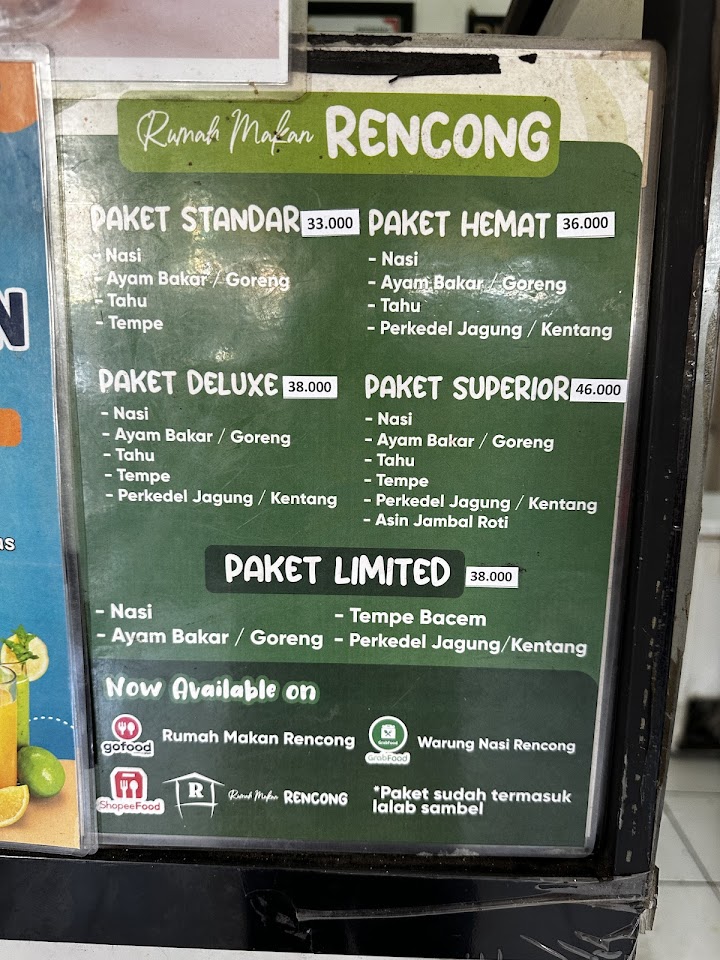 Rumah Makan RENCONG
PAKET STANDAR 33.000
- Nasi
- Ayam Bakar / Goreng
- Tahu
- Tempe
PAKET HEMAT 36.000
- Nasi
- Ayam Bakar / Goreng
- Tahu
- Perkedel Jagung / Kentang
PAKET DELUXE 38.000
- Nasi
- Ayam Bakar / Goreng
- Tahu
- Tempe
- Perkedel Jagung / Kentang
PAKET SUPERIOR 46.000
- Nasi
- Ayam Bakar / Goreng
- Tahu
- Tempe
- Perkedel Jagung / Kentang
- Asin Jambal Roti
PAKET LIMITED 38.000
- Nasi
- Ayam Bakar / Goreng
- Tempe Bacem
- Perkedel Jagung/Kentang
Now Available on
gofood Rumah Makan Rencong
GrabFood GrabFood Warung Nasi Rencong
ShopeeFood R Rumah Makan RENCONG
*Paket sudah termasuk
lalab sambel
N
as